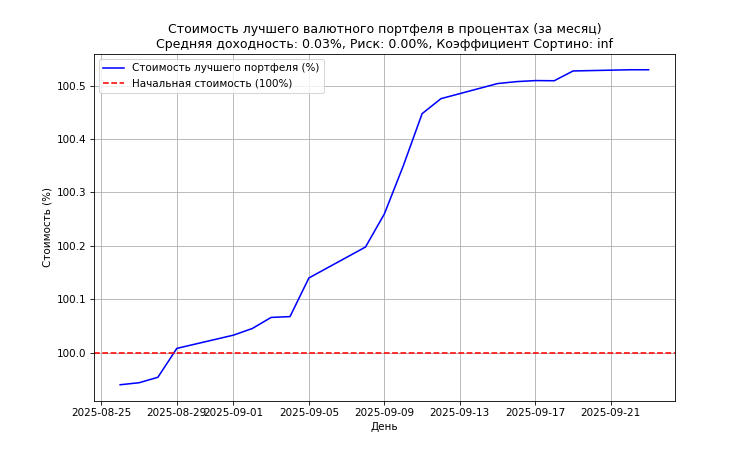 Стоимость лучшего валютного портфеля в процентах (за месяц)
Средняя доходность: 0.03%, Риск: 0.00%, Коэффициент Сортино: inf
Стоимость лучшего портфеля (%)
Начальная стоимость (100%)
Стоимость (%)
100.5
100.4
100.3
100.2
100.1
100.0
2025-08-25 2025-08-29 2025-09-01 2025-09-05 2025-09-09 2025-09-13 2025-09-17 2025-09-21
День